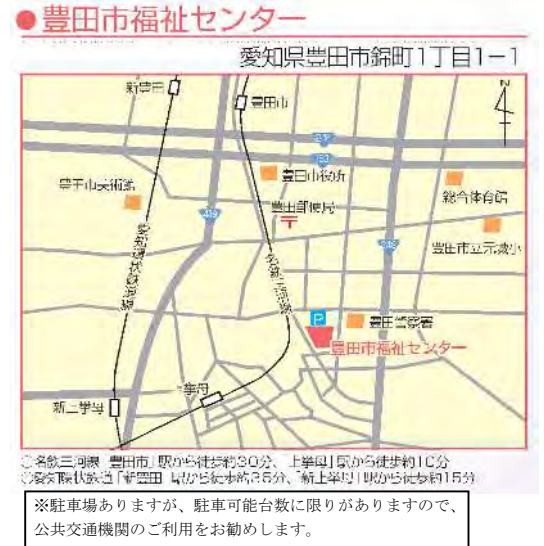 ●豊田市福祉センター
愛知県豊田市錦町1丁目1−1
新豊田
豊田市
N
248
153
豊田市役所
豊田市美術館
総合体育館
豊田郵便局
〒
419
248
豊田市立元城小
愛知環状鉄道線
名鉄三河線
P
豊田警察署
豊田市福祉センター
上挙母
新上挙母
○名鉄三河線「豊田市」駅から徒歩約30分、「上挙母」駅から徒歩約10分
○愛知環状鉄道「新豊田」駅から徒歩約35分、「新上挙母」駅から徒歩約15分
※駐車場ありますが、駐車可能台数に限りがありますので、
公共交通機関のご利用をお勧めします。